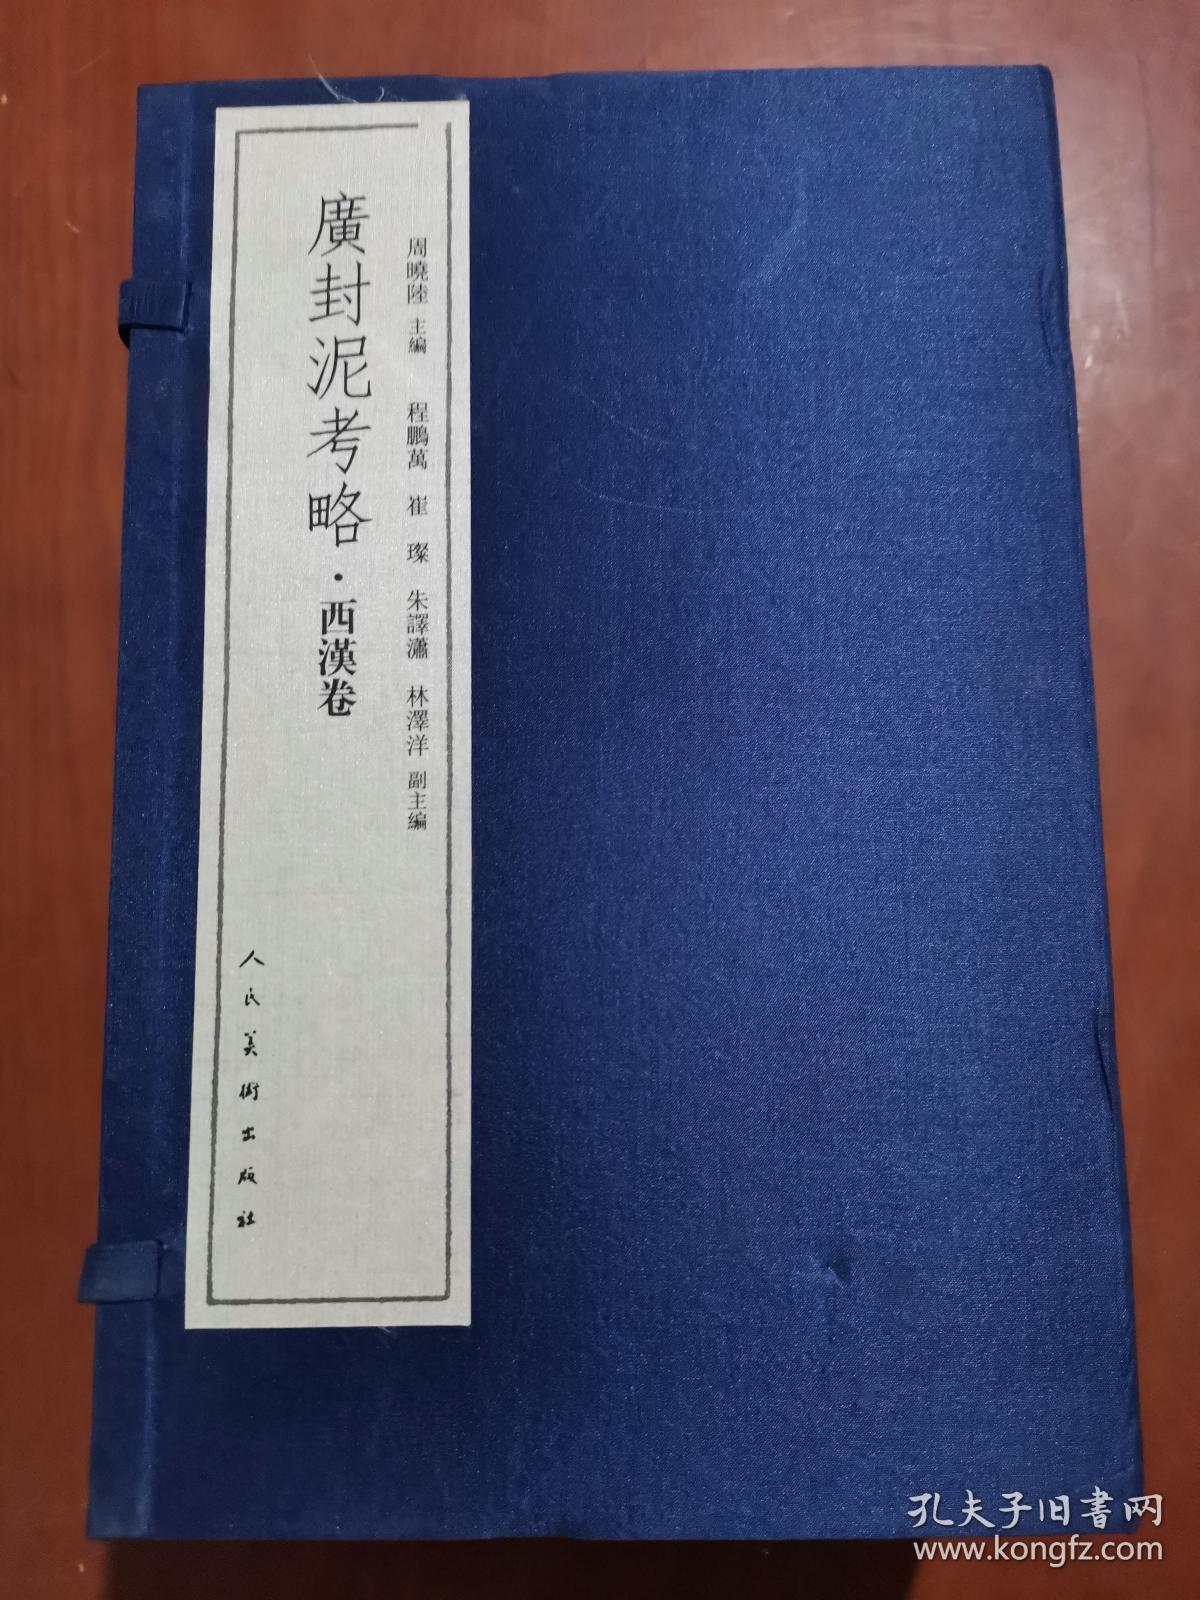 周曉陸 主編 程鵬萬 崔璨 朱譯瀟 林澤洋 副主編
廣封泥考略·西漢卷
人民美術出版社
孔夫子旧書网
www.kongfz.com